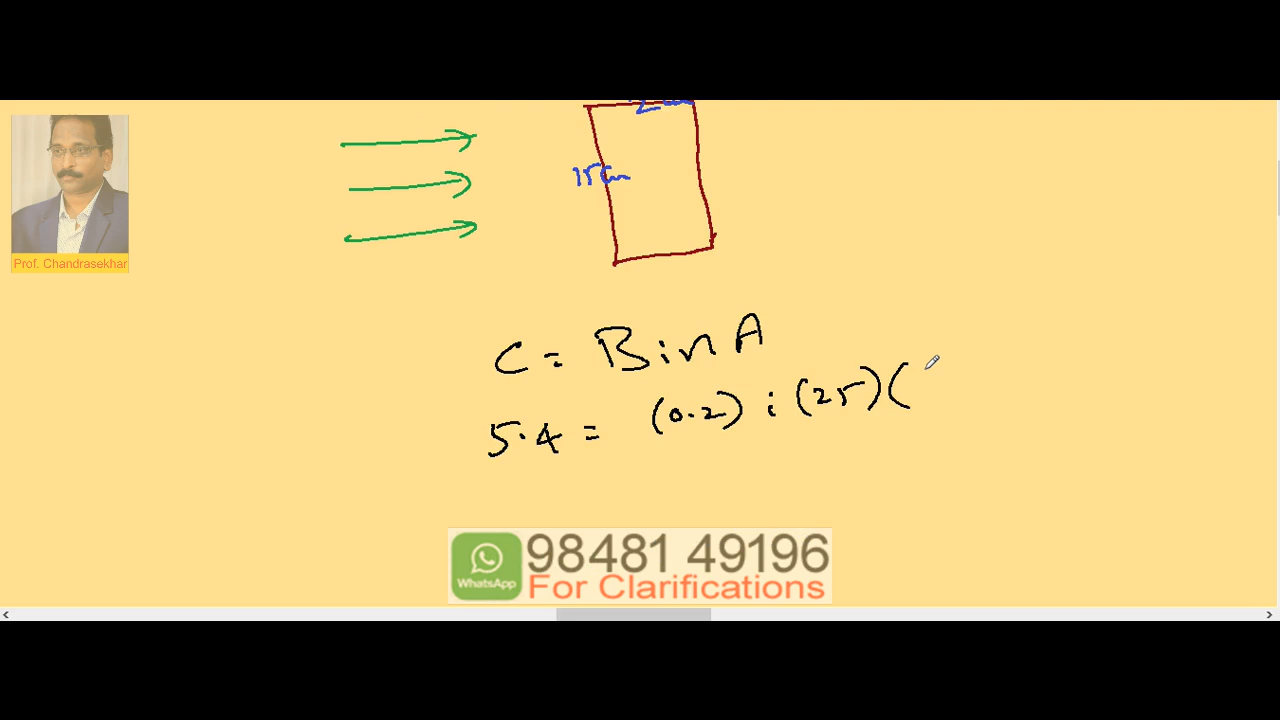 Prof. Chandrasekhar
15cm
C = BinA
5.4 = (0.2) i (25) (
98481 49196
WhatsApp
For Clarifications